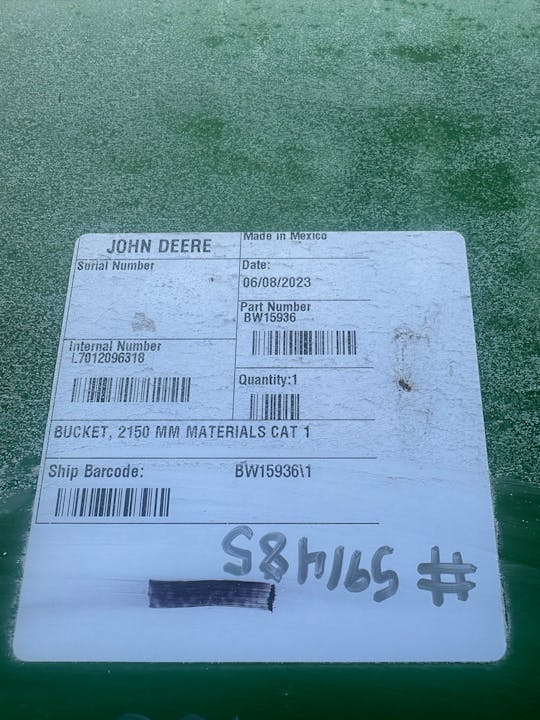 JOHN DEERE
Made in Mexico
Serial Number
Date:
06/08/2023
Part Number
BW15936
Internal Number
L7012096318
Quantity:1
BUCKET, 2150 MM MATERIALS CAT 1
Ship Barcode:
BW15936\1
# 591485